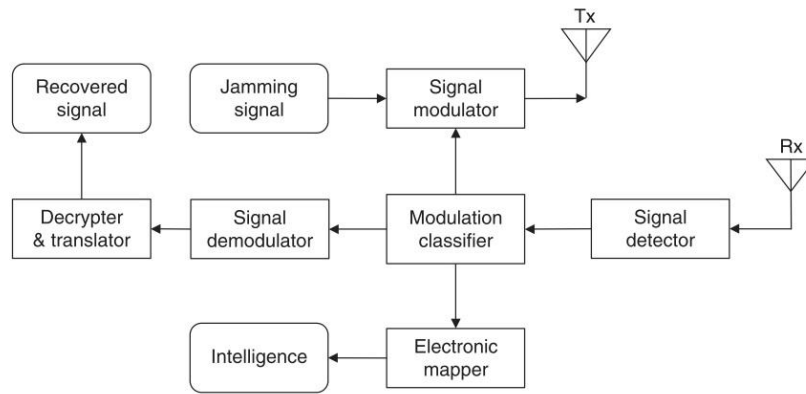 Tx
Recovered
signal
Jamming
signal
Signal
modulator
Rx
Decrypter
& translator
Signal
demodulator
Modulation
classifier
Signal
detector
Intelligence
Electronic
mapper